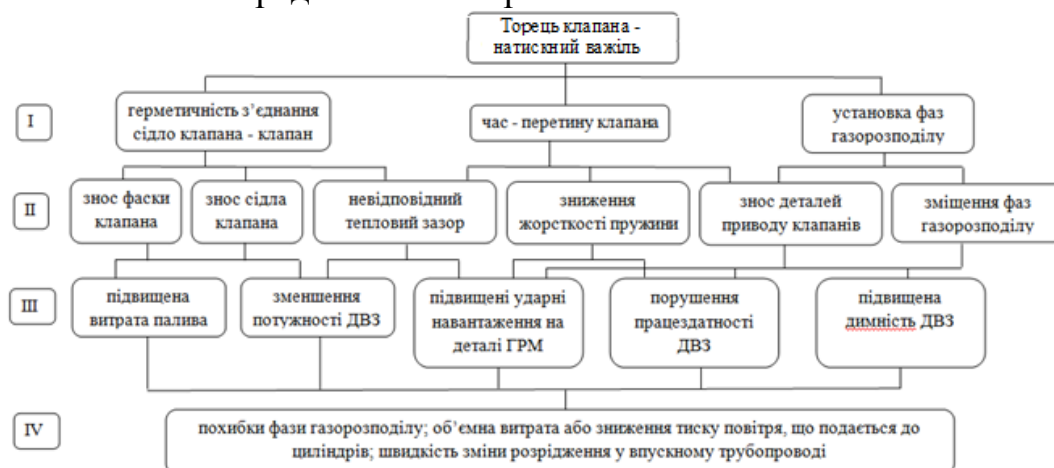 Торець клапана -
натискний важіль
I
герметичність з’єднання
сідло клапана - клапан
час - перетину клапана
установка фаз
газорозподілу
II
знос фаски
клапана
знос сідла
клапана
невідповідний
тепловий зазор
зниження
жорсткості пружини
знос деталей
приводу клапанів
зміщення фаз
газорозподілу
III
підвищена
витрата палива
зменшення
потужності ДВЗ
підвищені ударні
навантаження на
деталі ГРМ
порушення
працездатності
ДВЗ
підвищена
димність ДВЗ
IV
похибки фази газорозподілу; об’ємна витрата або зниження тиску повітря, що подається до
циліндрів; швидкість зміни розрідження у впускному трубопроводі